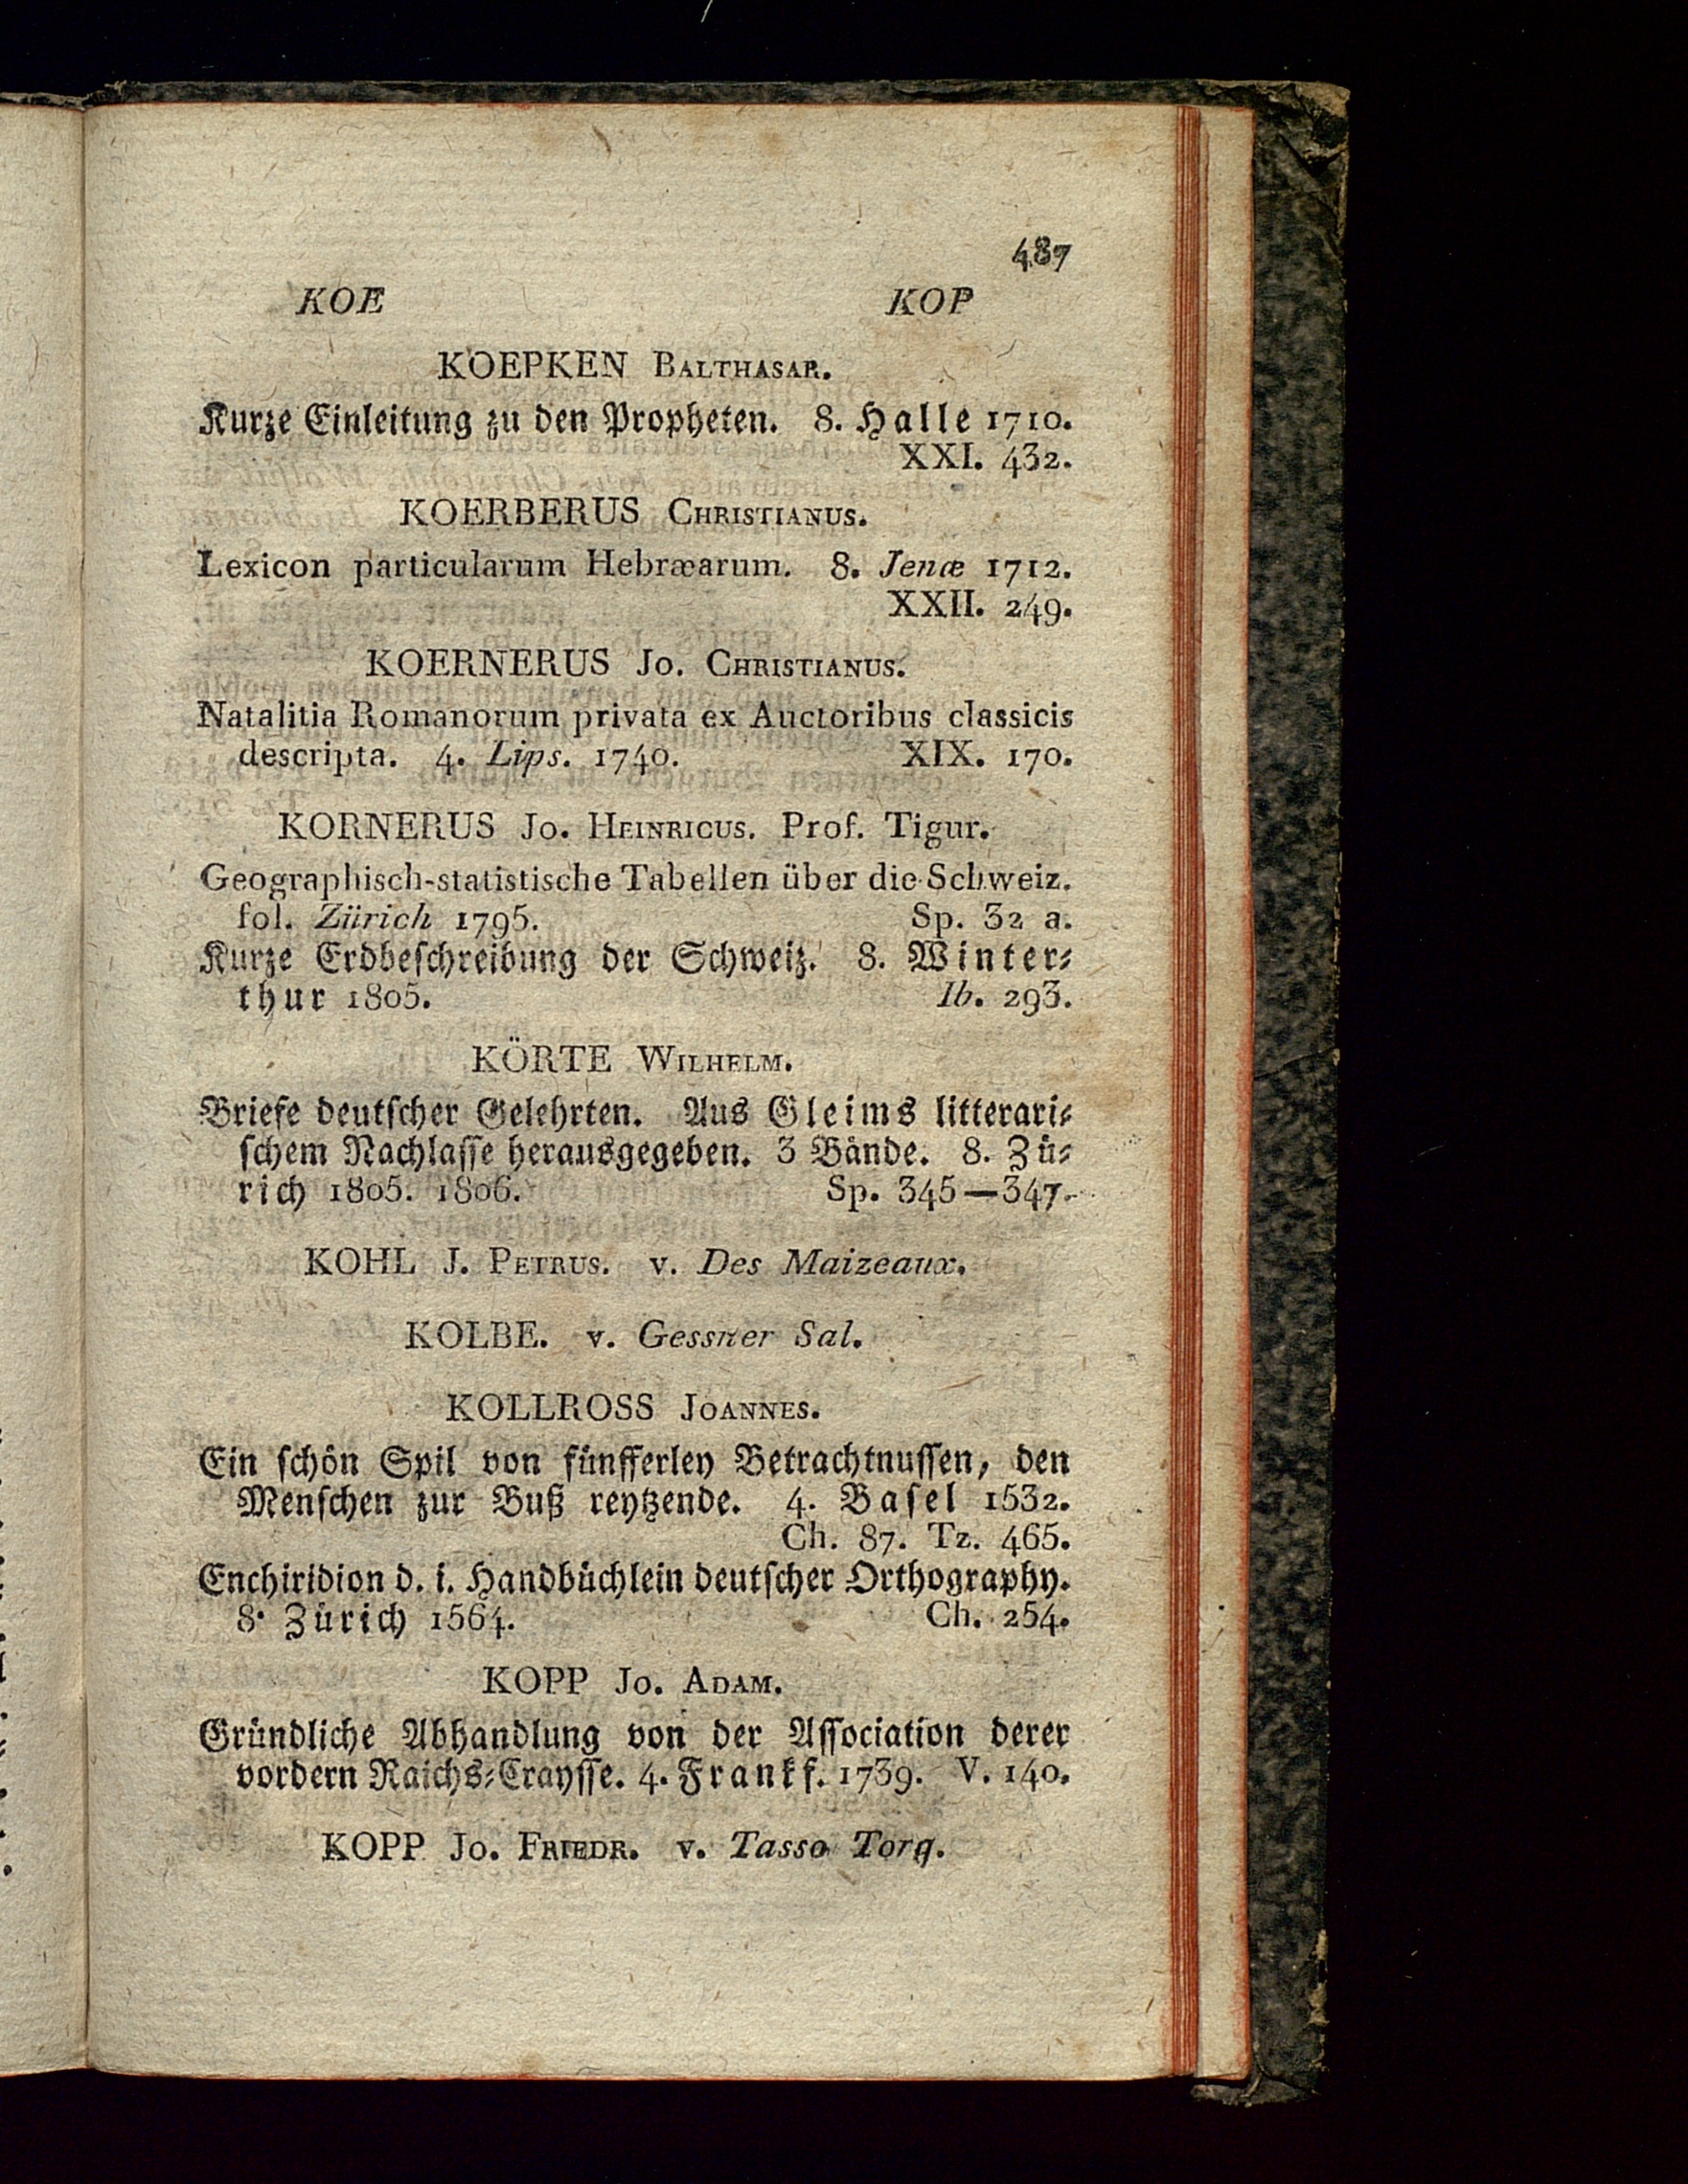 487
KOE KOP
KOEPKEN BALTHASAR.
Kurze Einleitung zu den Propheten. 8. Halle 1710.
XXI. 432.
KOERBERUS CHRISTIANUS.
Lexicon particularum Hebræarum. 8. Jenæ 1712.
XXII. 249.
KOERNERUS JO. CHRISTIANUS.
Natalitia Romanorum privata ex Auctoribus classicis
descripta. 4. Lips. 1740. XIX. 170.
KORNERUS JO. HEINRICUS. Prof. Tigur.
Geographisch-statistische Tabellen über die Schweiz.
fol. Zürich 1795. Sp. 32 a.
Kurze Erdbeſchreibung der Schweiz. 8. Winter⸗
thur 1805. Ib. 293.
KÖRTE WILHELM.
Briefe deutſcher Gelehrten. Aus Gleims litterari⸗
ſchem Nachlaſſe herausgegeben. 3 Bände. 8. Zü⸗
rich 1805. 1806. Sp. 345—347.
KOHL J. PETRUS. v. Des Maizeaux.
KOLBE. v. Gessner Sal.
KOLLROSS JOANNES.
Ein ſchön Spil von fünfferley Betrachtnuſſen, den
Menſchen zur Buß reytzende. 4. Baſel 1532.
Ch. 87. Tz. 465.
Enchiridion d. i. Handbüchlein deutſcher Orthography.
8. Zürich 1564. Ch. 254.
KOPP JO. ADAM.
Gründliche Abhandlung von der Aſſociation derer
vordern Raichs⸗Crayſſe. 4. Frankf. 1739. V. 140.
KOPP JO. FRIEDR. v. Tasso Torq.